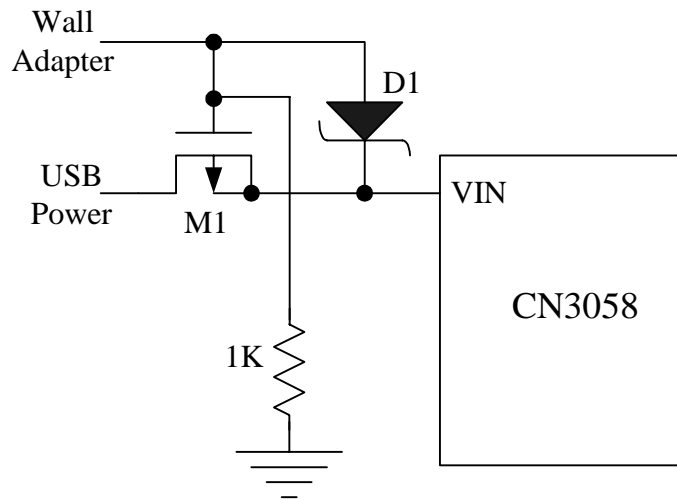 Wall
Adapter
D1
USB
Power
M1
VIN
CN3058
1K